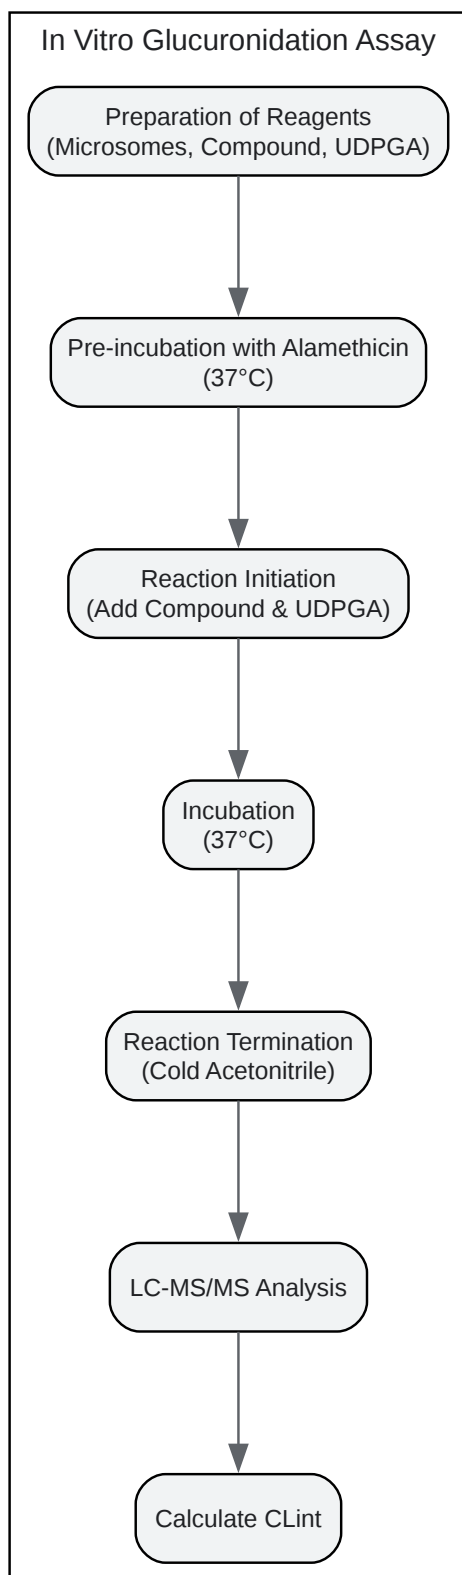 In Vitro Glucuronidation Assay
Preparation of Reagents
(Microsomes, Compound, UDPGA)
Pre-incubation with Alamethicin
(37°C)
Reaction Initiation
(Add Compound & UDPGA)
Incubation
(37°C)
Reaction Termination
(Cold Acetonitrile)
LC-MS/MS Analysis
Calculate CLint